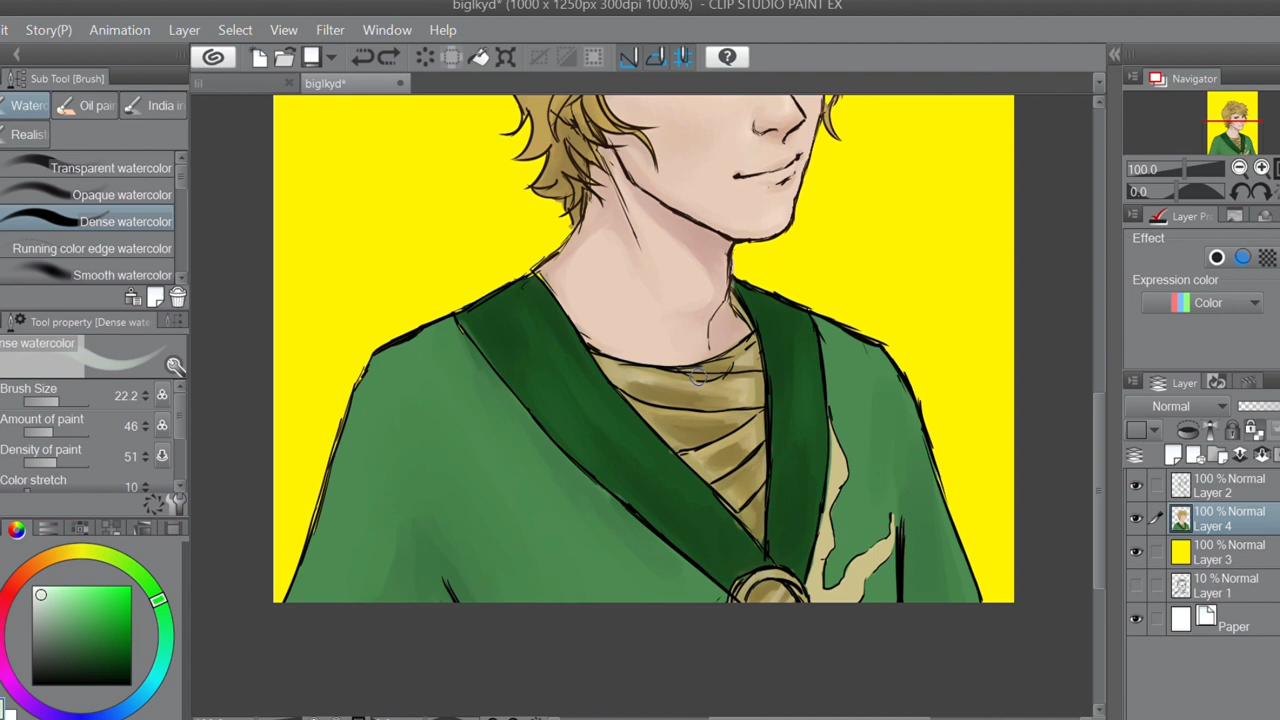 biglkyd* (1000 x 1250px 300dpi 100.0%) - CLIP STUDIO PAINT EX
it Story(P) Animation Layer Select View Filter Window Help
Sub Tool [Brush]
lil
biglkyd*
Navigator
Waterc Oil pai India in
Realist
Transparent watercolor
Opaque watercolor
Dense watercolor
Running color edge watercolor
Smooth watercolor
100.0
0.0
Layer Pr
Effect
Expression color
Color
Tool property [Dense wate
nse watercolor
Brush Size 22.2
Amount of paint 46
Density of paint 51
Color stretch 10
Layer
Normal
100 % Normal
Layer 2
100 % Normal
Layer 4
100 % Normal
Layer 3
10 % Normal
Layer 1
Paper